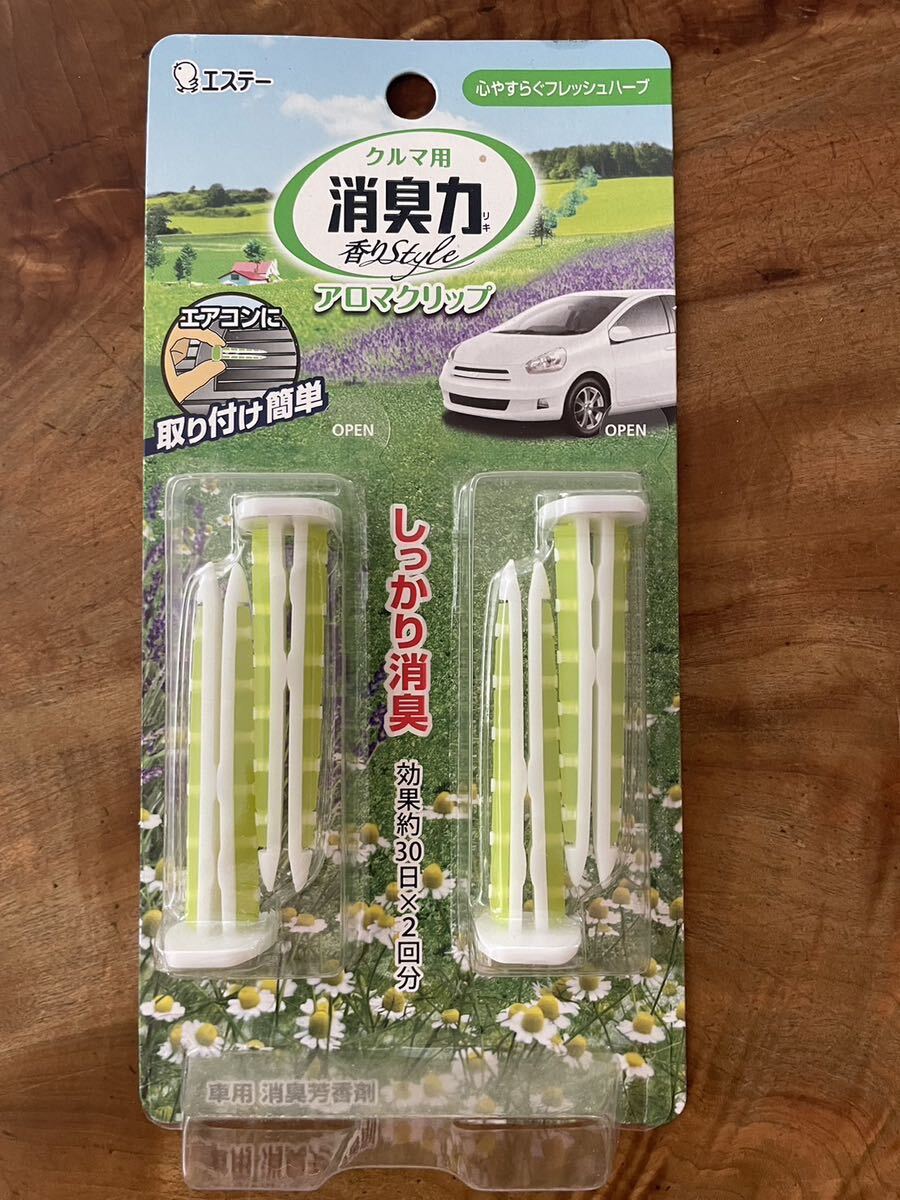 エステー
心やすらぐフレッシュハーブ
クルマ用
消臭力
リキ
香りStyle
アロマクリップ
エアコンに
取り付け簡単
OPEN
OPEN
しっかり消臭
効果約30日×2回分
車用 消臭芳香剤